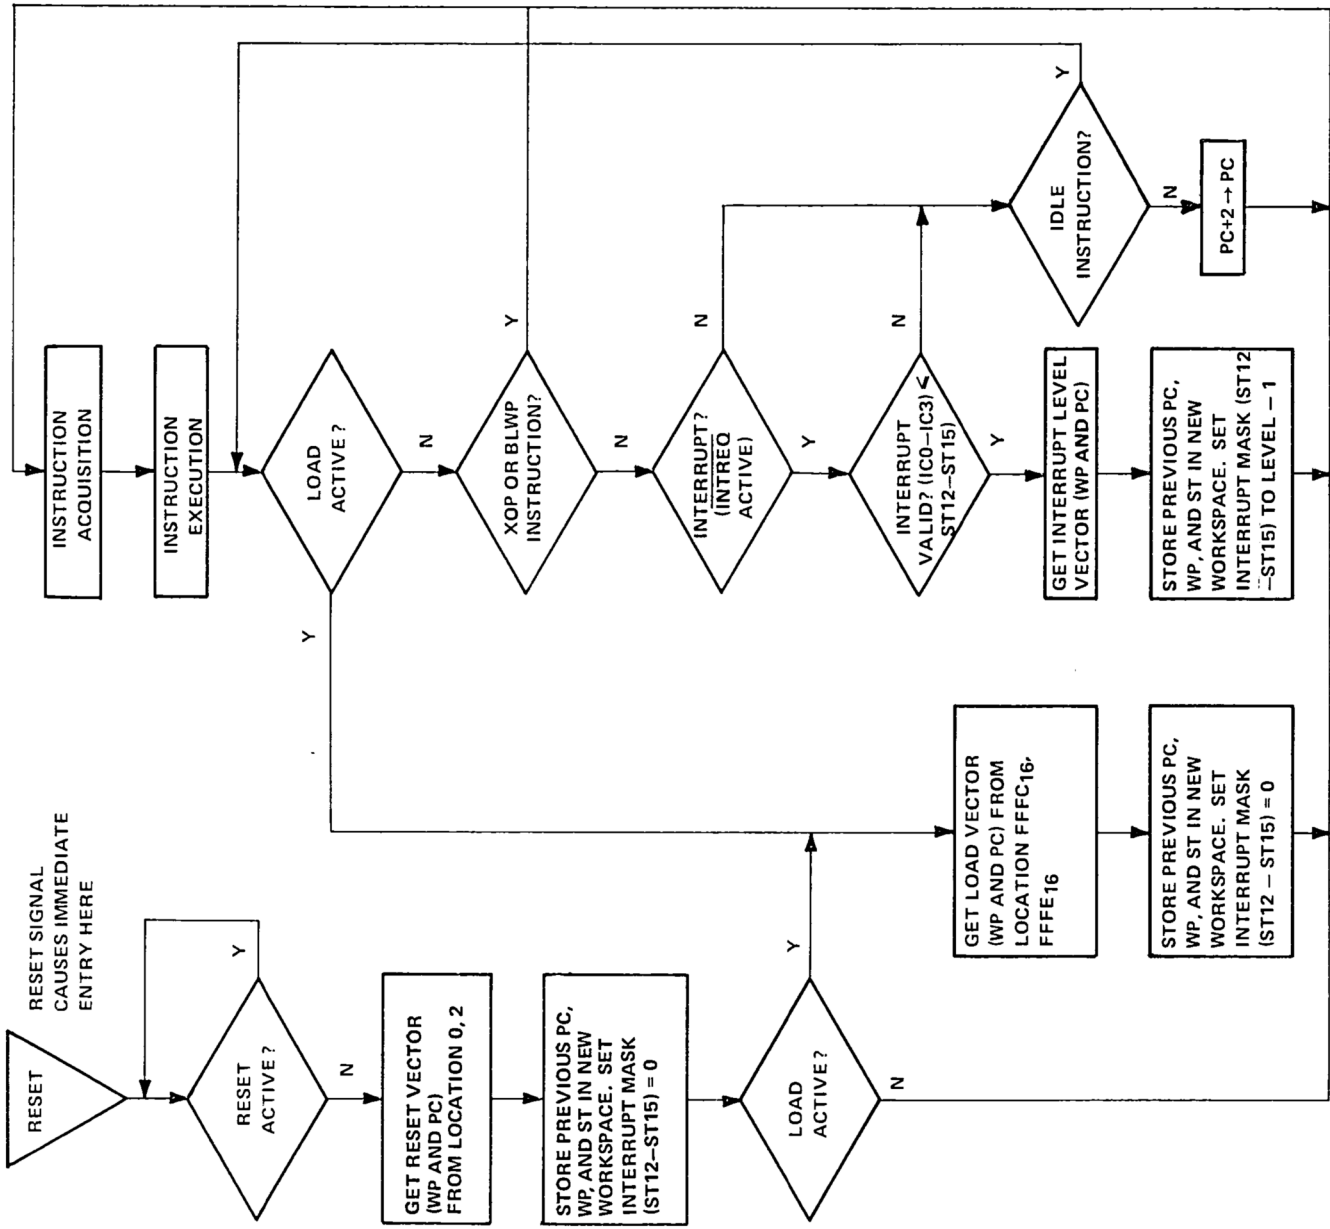 RESET
RESET SIGNAL
CAUSES IMMEDIATE
ENTRY HERE
RESET
ACTIVE?
Y
N
GET RESET VECTOR
(WP AND PC)
FROM LOCATION 0, 2
STORE PREVIOUS PC,
WP, AND ST IN NEW
WORKSPACE. SET
INTERRUPT MASK
(ST12–ST15) = 0
LOAD
ACTIVE?
Y
N
GET LOAD VECTOR
(WP AND PC) FROM
LOCATION FFFC16,
FFFE16
STORE PREVIOUS PC,
WP, AND ST IN NEW
WORKSPACE. SET
INTERRUPT MASK
(ST12 – ST15) = 0
INSTRUCTION
ACQUISITION
INSTRUCTION
EXECUTION
LOAD
ACTIVE?
Y
N
XOP OR BLWP
INSTRUCTION?
Y
N
INTERRUPT?
(INTREQ
ACTIVE)
N
Y
INTERRUPT
VALID? (IC0–IC3) ≤
ST12–ST15)
N
Y
GET INTERRUPT LEVEL
VECTOR (WP AND PC)
STORE PREVIOUS PC,
WP, AND ST IN NEW
WORKSPACE. SET
INTERRUPT MASK (ST12
–ST15) TO LEVEL – 1
IDLE
INSTRUCTION?
Y
N
PC+2 → PC